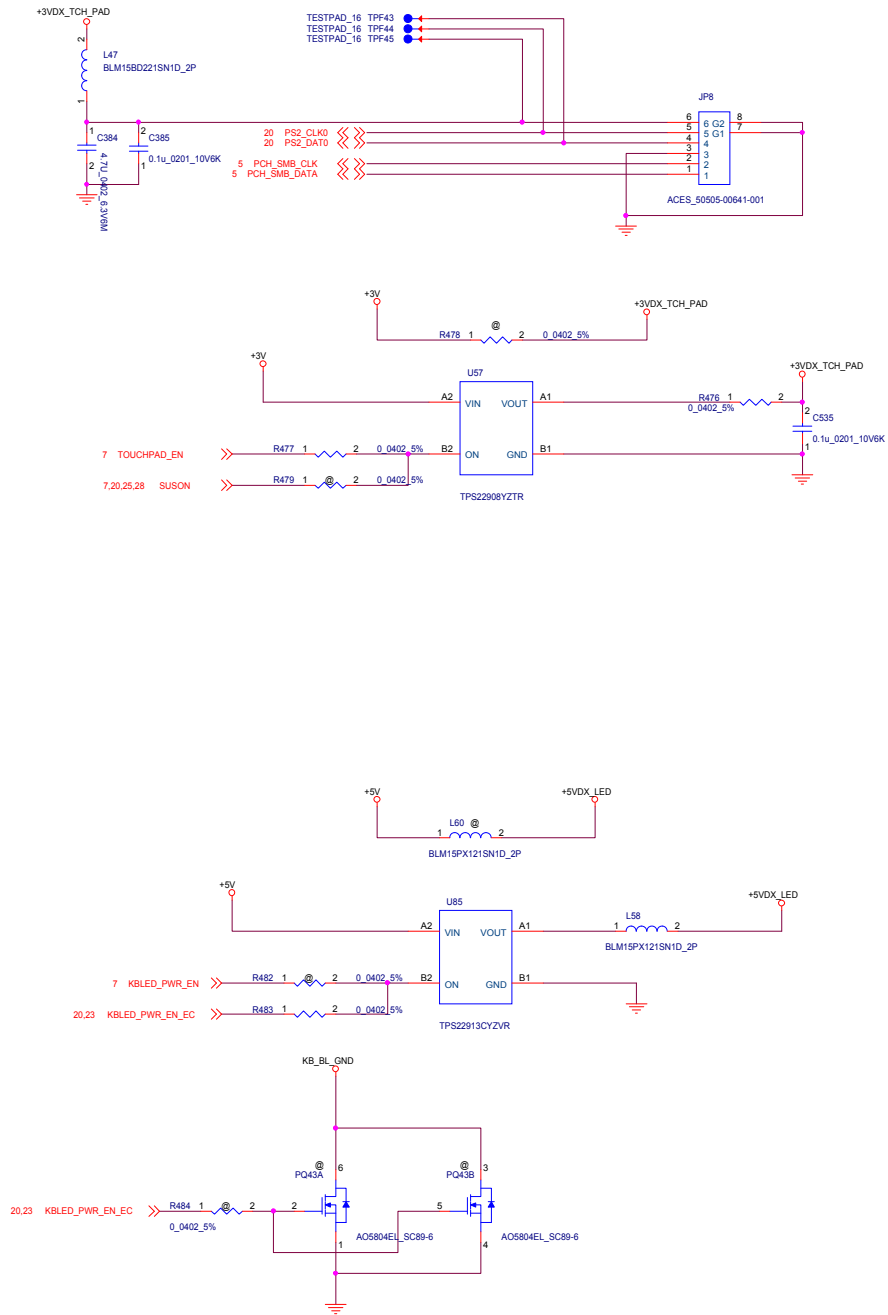 +3VDX_TCH_PAD
2
L47
BLM15BD221SN1D_2P
1
TESTPAD_16 TPF43
TESTPAD_16 TPF44
TESTPAD_16 TPF45
1 C384
2
4.7U_0402_6.3V6M
2 C385
0.1u_0201_10V6K
1
20 PS2_CLK0
20 PS2_DAT0
5 PCH_SMB_CLK
5 PCH_SMB_DATA
JP8
6 6 G2 8
5 5 G1 7
4 4
3 3
2 2
1 1
ACES_50505-00641-001
+3V
+3VDX_TCH_PAD
@
R478 1 2 0_0402_5%
+3V
U57
A2 VIN VOUT A1
B2 ON GND B1
TPS22908YZTR
R476 1 2
0_0402_5%
+3VDX_TCH_PAD
2
C535
0.1u_0201_10V6K
1
7 TOUCHPAD_EN
R477 1 2 0_0402_5%
7,20,25,28 SUSON
R479 1 @ 2 0_0402_5%
+5V
+5VDX_LED
L60 @
1 2
BLM15PX121SN1D_2P
+5V
U85
A2 VIN VOUT A1
B2 ON GND B1
TPS22913CYZVR
L58
1 2
BLM15PX121SN1D_2P
+5VDX_LED
7 KBLED_PWR_EN
R482 1 @ 2 0_0402_5%
20,23 KBLED_PWR_EN_EC
R483 1 2 0_0402_5%
KB_BL_GND
@ 6
PQ43A
@ 3
PQ43B
20,23 KBLED_PWR_EN_EC
R484 1 @ 2
0_0402_5%
2
5
1
AO5804EL_SC89-6
4
AO5804EL_SC89-6